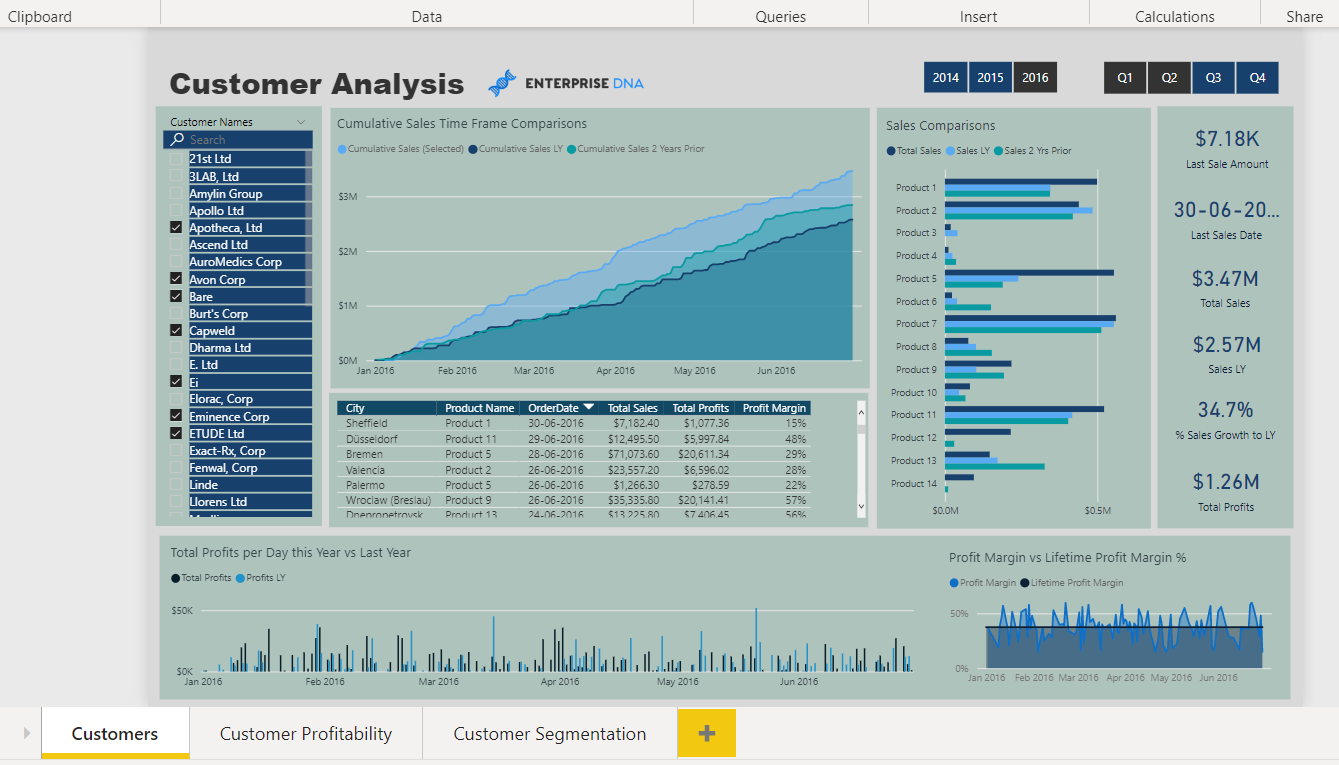 Clipboard Data Queries Insert Calculations Share
Customer Analysis ENTERPRISE DNA 2014 2015 2016 Q1 Q2 Q3 Q4
Customer Names
Search
21st Ltd
3LAB, Ltd
Amylin Group
Apollo Ltd
Apotheca, Ltd
Ascend Ltd
AuroMedics Corp
Avon Corp
Bare
Burt's Corp
Capweld
Dharma Ltd
E. Ltd
Ei
Elorac, Corp
Eminence Corp
ETUDE Ltd
Exact-Rx, Corp
Fenwal, Corp
Linde
Llorens Ltd
Cumulative Sales Time Frame Comparisons
Cumulative Sales (Selected) Cumulative Sales LY Cumulative Sales 2 Years Prior
$3M
$2M
$1M
$0M
Jan 2016 Feb 2016 Mar 2016 Apr 2016 May 2016 Jun 2016
City Product Name OrderDate Total Sales Total Profits Profit Margin
Sheffield Product 1 30-06-2016 $7,182.40 $1,077.36 15%
Düsseldorf Product 11 29-06-2016 $12,495.50 $5,997.84 48%
Bremen Product 5 28-06-2016 $71,073.60 $20,611.34 29%
Valencia Product 2 26-06-2016 $23,557.20 $6,596.02 28%
Palermo Product 5 26-06-2016 $1,266.30 $278.59 22%
Wroclaw (Breslau) Product 9 26-06-2016 $35,335.80 $20,141.41 57%
Dnepropetrovsk Product 13 24-06-2016 $13,225.80 $7,406.45 56%
Sales Comparisons
Total Sales Sales LY Sales 2 Yrs Prior
Product 1
Product 2
Product 3
Product 4
Product 5
Product 6
Product 7
Product 8
Product 9
Product 10
Product 11
Product 12
Product 13
Product 14
$0.0M $0.5M
$7.18K
Last Sale Amount
30-06-20...
Last Sales Date
$3.47M
Total Sales
$2.57M
Sales LY
34.7%
% Sales Growth to LY
$1.26M
Total Profits
Total Profits per Day this Year vs Last Year
Total Profits Profits LY
$50K
$0K
Jan 2016 Feb 2016 Mar 2016 Apr 2016 May 2016 Jun 2016
Profit Margin vs Lifetime Profit Margin %
Profit Margin Lifetime Profit Margin
50%
0%
Jan 2016 Feb 2016 Mar 2016 Apr 2016 May 2016 Jun 2016
Customers Customer Profitability Customer Segmentation +